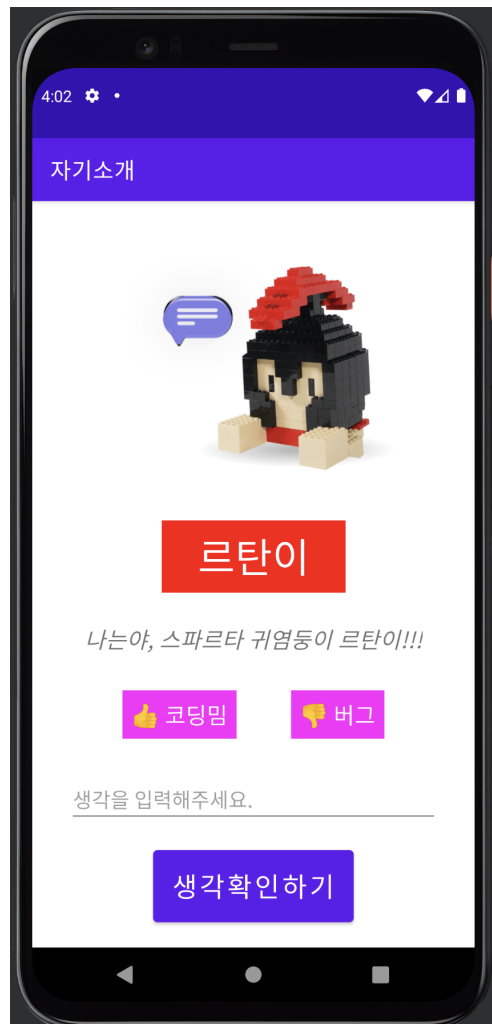 4:02
자기소개
르탄이
나는야, 스파르타 귀염둥이 르탄이!!!
👍 코딩밈 👎 버그
생각을 입력해주세요.
생각확인하기